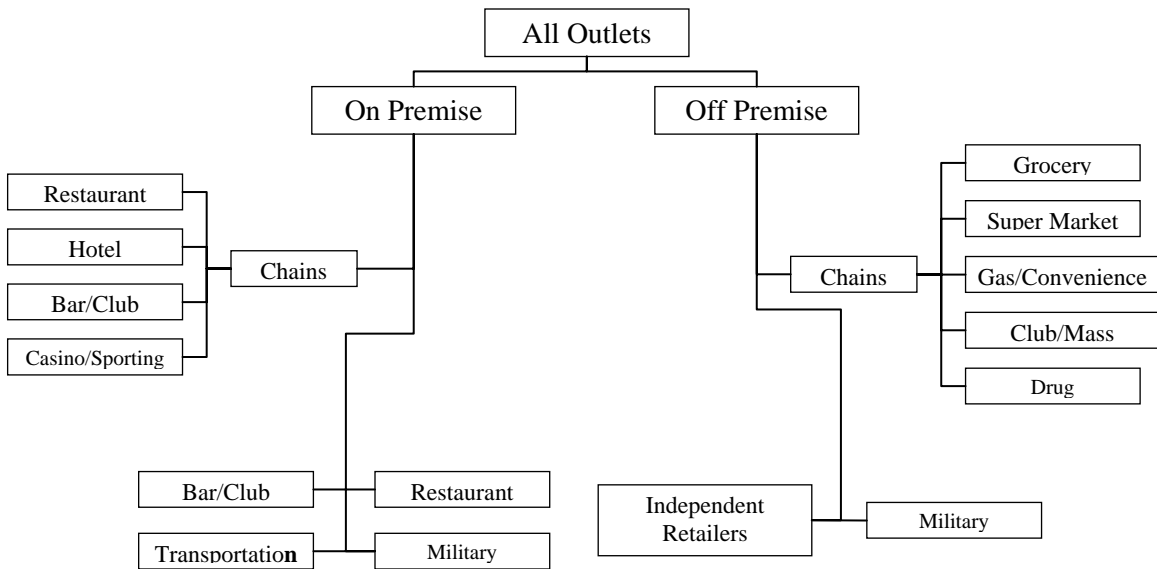 All Outlets
On Premise
Off Premise
Restaurant
Hotel
Bar/Club
Casino/Sporting
Chains
Chains
Grocery
Super Market
Gas/Convenience
Club/Mass
Drug
Bar/Club
Restaurant
Transportation
Military
Independent
Retailers
Military